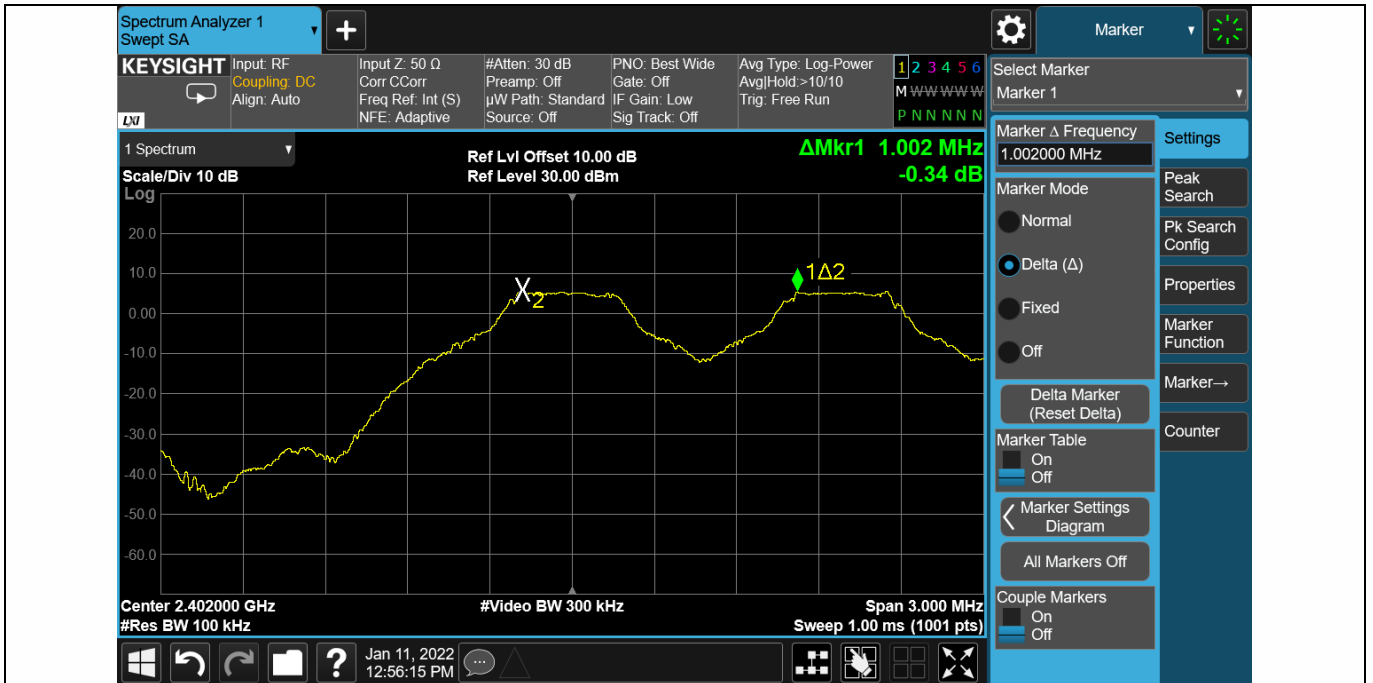 Spectrum Analyzer 1
Swept SA
Marker
KEYSIGHT
LXI
Input: RF
Coupling: DC
Align: Auto
Input Z: 50 Ω
Corr CCorr
Freq Ref: Int (S)
NFE: Adaptive
#Atten: 30 dB
Preamp: Off
µW Path: Standard
Source: Off
PNO: Best Wide
Gate: Off
IF Gain: Low
Sig Track: Off
Avg Type: Log-Power
Avg|Hold:>10/10
Trig: Free Run
1 2 3 4 5 6
M W W W W W
P N N N N N
1 Spectrum
Scale/Div 10 dB
Log
Ref Lvl Offset 10.00 dB
Ref Level 30.00 dBm
ΔMkr1 1.002 MHz
-0.34 dB
20.0
10.0
0.00
-10.0
-20.0
-30.0
-40.0
-50.0
-60.0
X2
1Δ2
Center 2.402000 GHz
#Res BW 100 kHz
#Video BW 300 kHz
Span 3.000 MHz
Sweep 1.00 ms (1001 pts)
Jan 11, 2022
12:56:15 PM
Select Marker
Marker 1
Marker Δ Frequency
1.002000 MHz
Marker Mode
Normal
Delta (Δ)
Fixed
Off
Delta Marker
(Reset Delta)
Marker Table
On
Off
Marker Settings
Diagram
All Markers Off
Couple Markers
On
Off
Settings
Peak
Search
Pk Search
Config
Properties
Marker
Function
Marker→
Counter